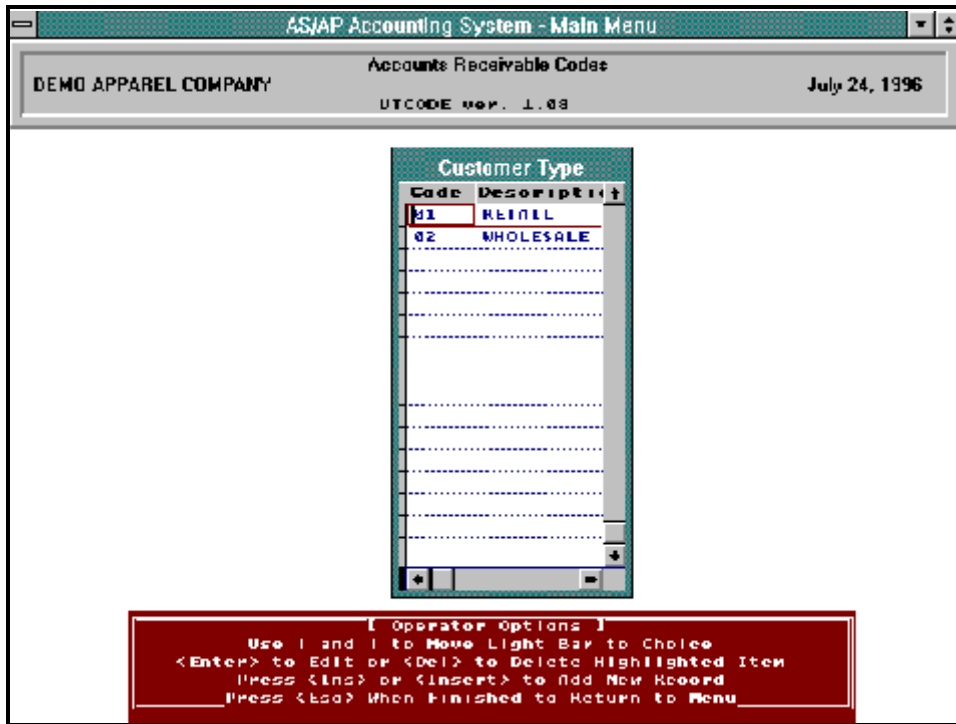 AS/AP Accounting System - Main Menu
Accounts Receivable Codes
DEMO APPAREL COMPANY
July 24, 1996
UTCODE ver. 1.08
Customer Type
Code Descriptio
01 RETAIL
02 WHOLESALE
[ Operator Options ]
Use and to Move Light Bar to Choice
<Enter> to Edit or <Del> to Delete Highlighted Item
Press <Ins> or <Insert> to Add New Record
Press <Esc> When Finished to Return to Menu